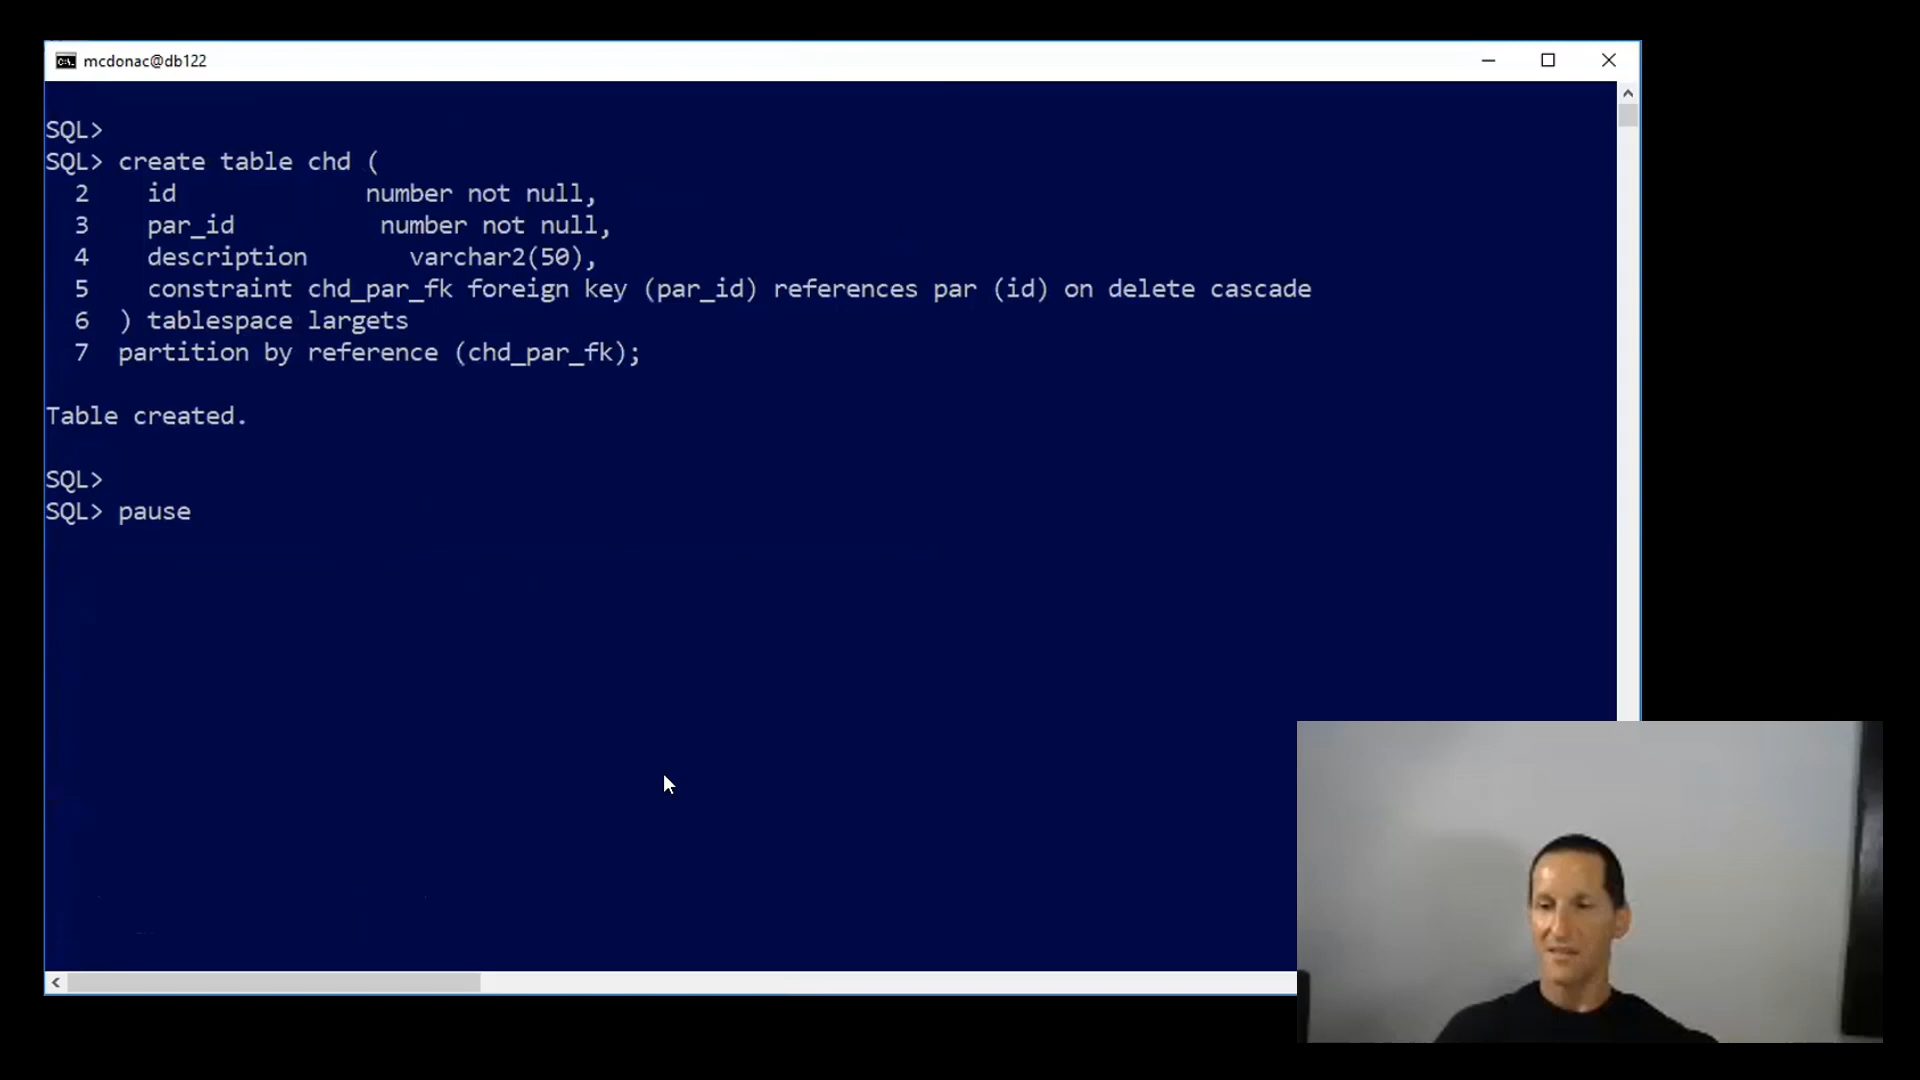 mcdonac@db122
SQL>
SQL> create table chd (
2 id number not null,
3 par_id number not null,
4 description varchar2(50),
5 constraint chd_par_fk foreign key (par_id) references par (id) on delete cascade
6 ) tablespace largets
7 partition by reference (chd_par_fk);
Table created.
SQL>
SQL> pause